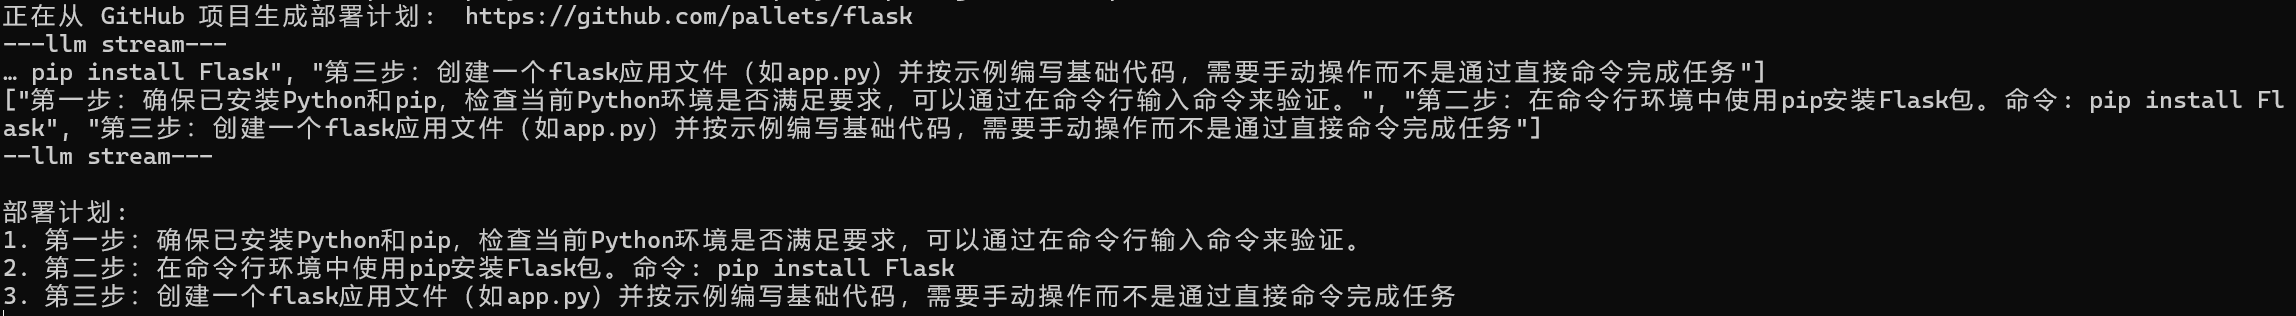 正在从 GitHub 项目生成部署计划： https://github.com/pallets/flask
---llm stream---
… pip install Flask", "第三步：创建一个flask应用文件（如app.py）并按示例编写基础代码，需要手动操作而不是通过直接命令完成任务"]
["第一步：确保已安装Python和pip，检查当前Python环境是否满足要求，可以通过在命令行输入命令来验证。", "第二步：在命令行环境中使用pip安装Flask包。命令：pip install Fl
ask", "第三步：创建一个flask应用文件（如app.py）并按示例编写基础代码，需要手动操作而不是通过直接命令完成任务"]
--llm stream---
部署计划：
1. 第一步：确保已安装Python和pip，检查当前Python环境是否满足要求，可以通过在命令行输入命令来验证。
2. 第二步：在命令行环境中使用pip安装Flask包。命令：pip install Flask
3. 第三步：创建一个flask应用文件（如app.py）并按示例编写基础代码，需要手动操作而不是通过直接命令完成任务